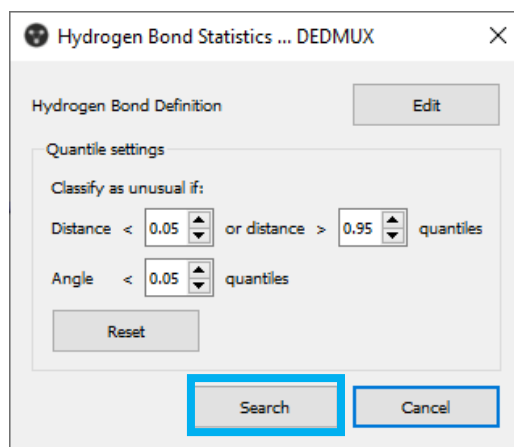 Hydrogen Bond Statistics ... DEDMUX
Hydrogen Bond Definition Edit
Quantile settings
Classify as unusual if:
Distance < 0.05 or distance > 0.95 quantiles
Angle < 0.05 quantiles
Reset
Search Cancel